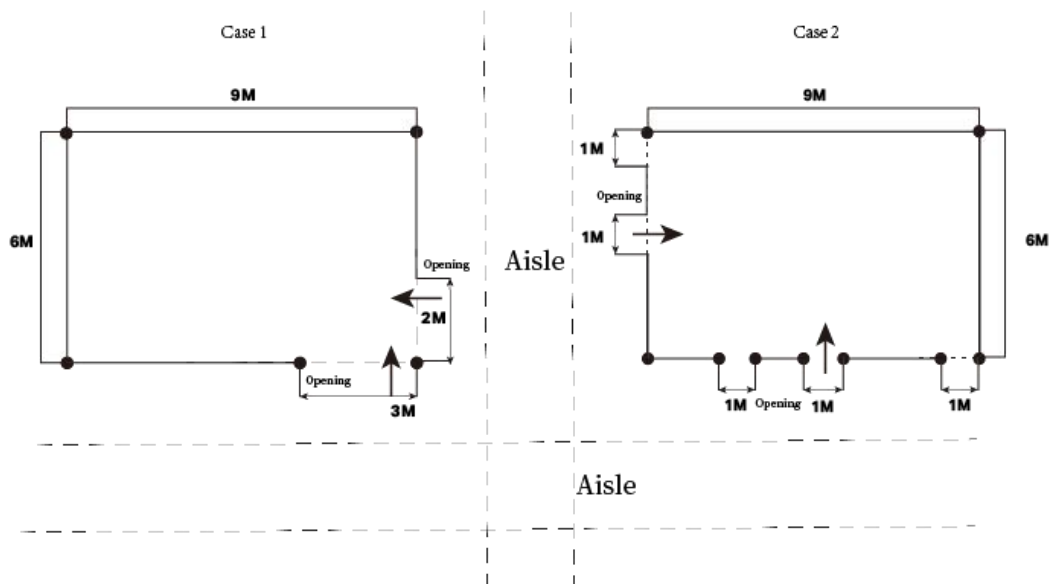 Case 1
Case 2
9M
9M
1M
Opening
6M
1M
6M
Aisle
Opening
2M
Opening
3M
1M
Opening
1M
1M
Aisle